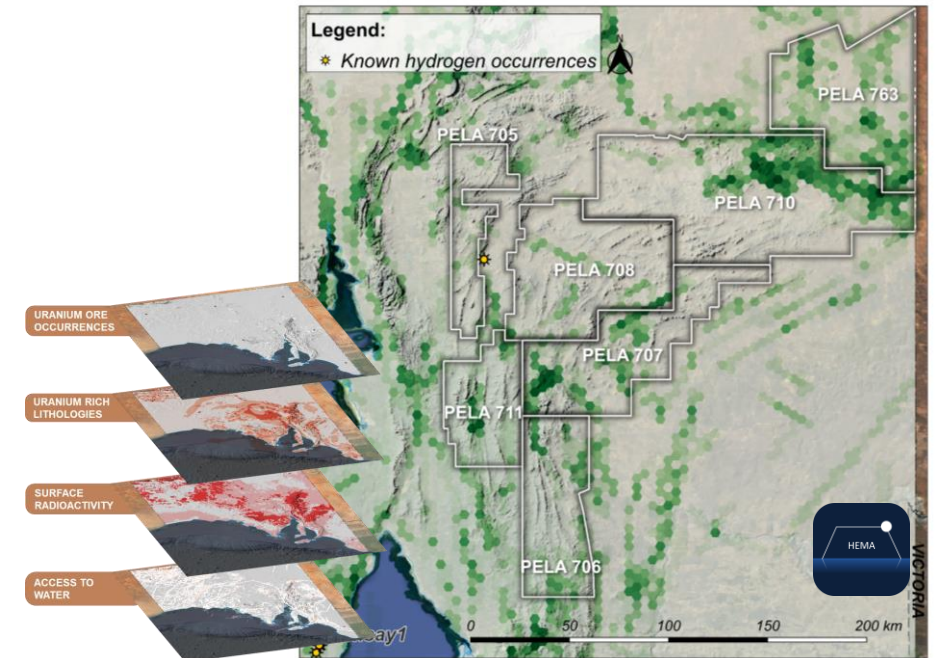 Legend:
Known hydrogen occurrences
N
PELA 763
PELA 705
PELA 710
PELA 708
PELA 707
PELA 711
PELA 706
URANIUM ORE
OCCURRENCES
URANIUM RICH
LITHOLOGIES
SURFACE
RADIOACTIVITY
ACCESS TO
WATER
HEMA
VICTORIA
0 50 100 150 200 km